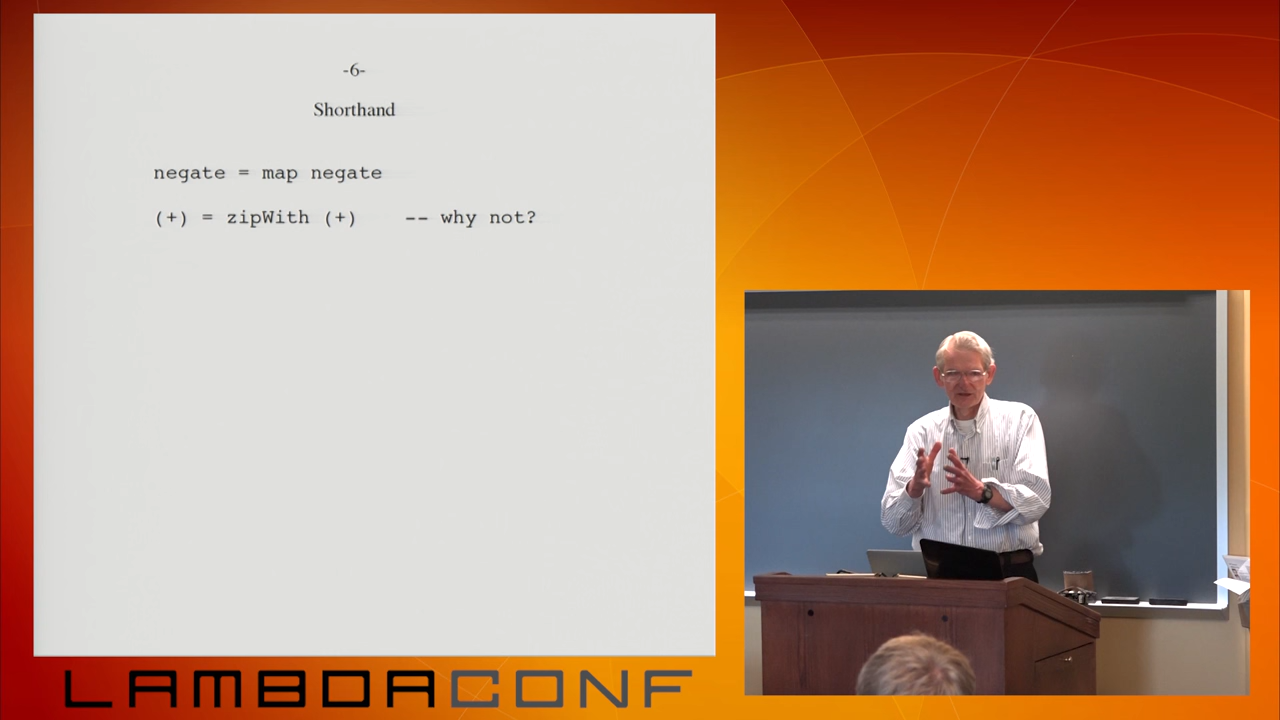 -6-
Shorthand
negate = map negate
(+) = zipWith (+)    -- why not?
LAMBDACONF